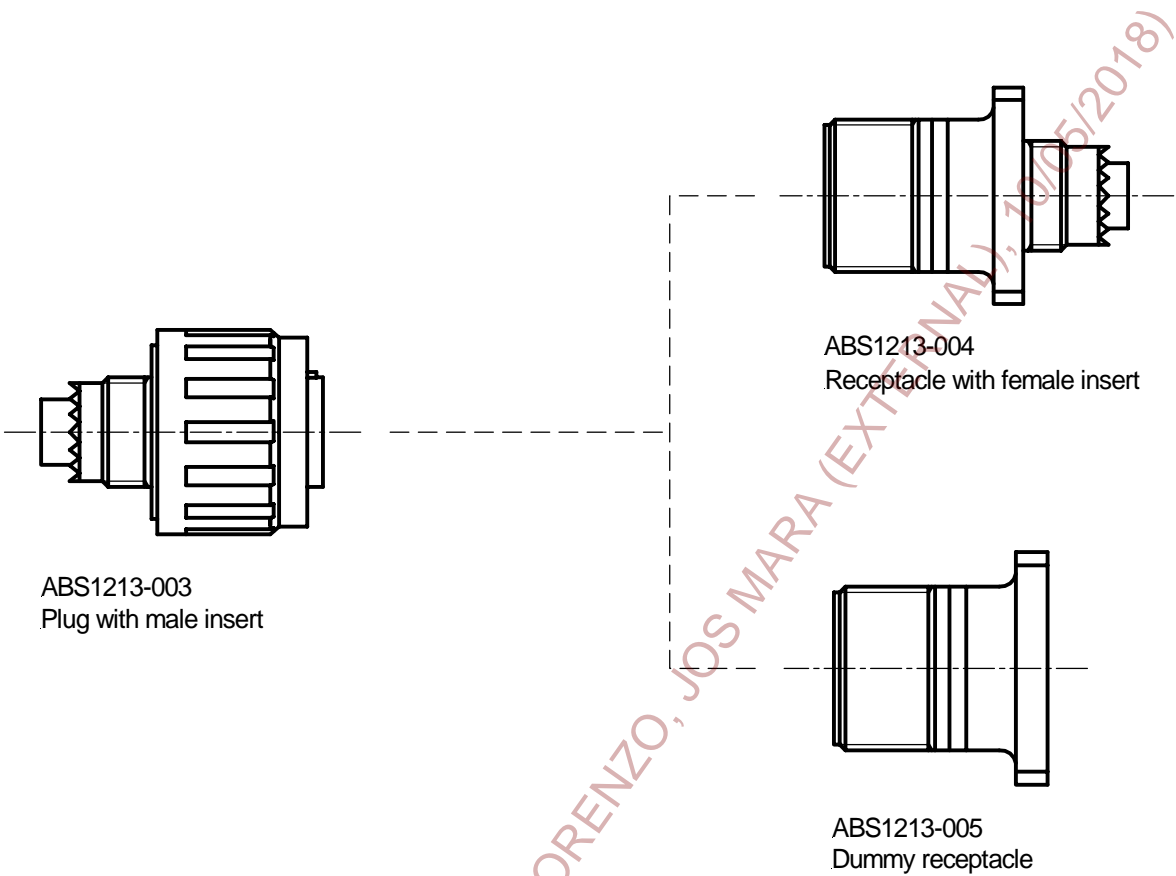 ABS1213-004
Receptacle with female insert
ABS1213-003
Plug with male insert
ABS1213-005
Dummy receptacle
ORENZO, JOS MARA (EXTERNAL), 10/05/2018)